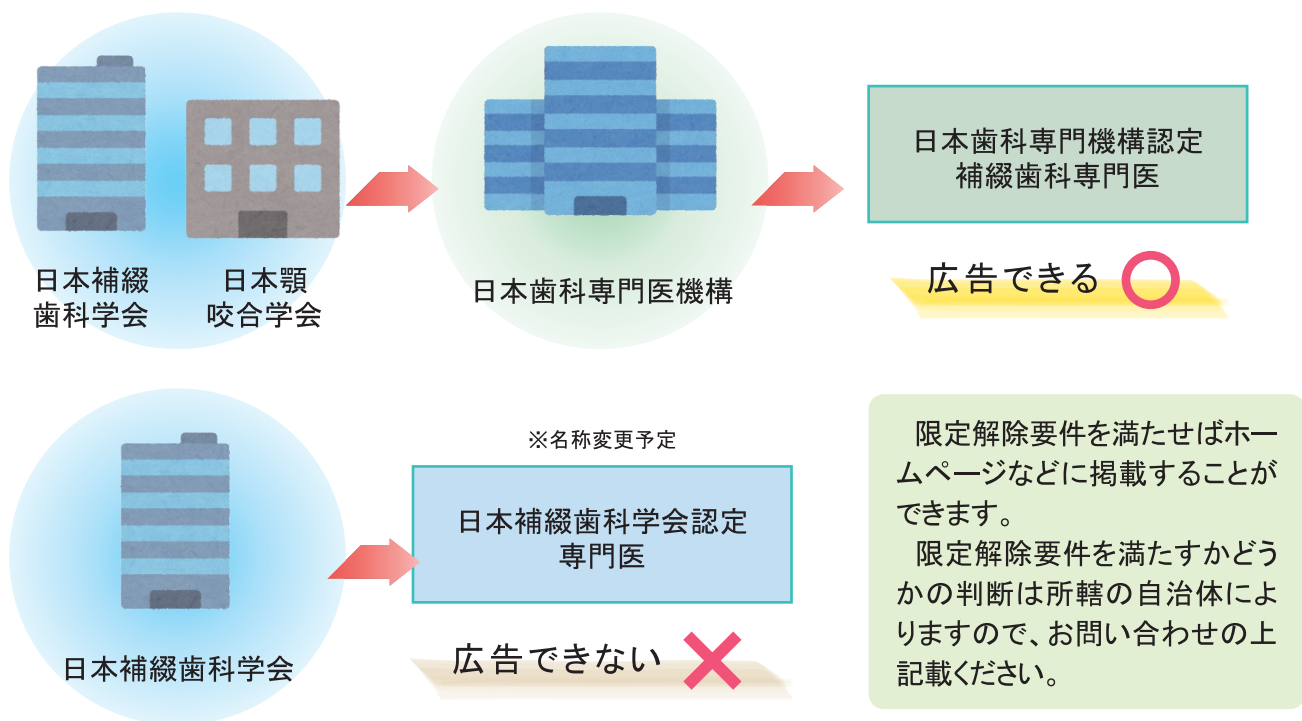 日本補綴
歯科学会
日本顎
咬合学会
日本歯科専門医機構
日本歯科専門機構認定
補綴歯科専門医
広告できる
日本補綴歯科学会
※名称変更予定
日本補綴歯科学会認定
専門医
広告できない
限定解除要件を満たせばホー
ムページなどに掲載することが
できます。
限定解除要件を満たすかどう
かの判断は所轄の自治体によ
りますので、お問い合わせの上
記載ください。